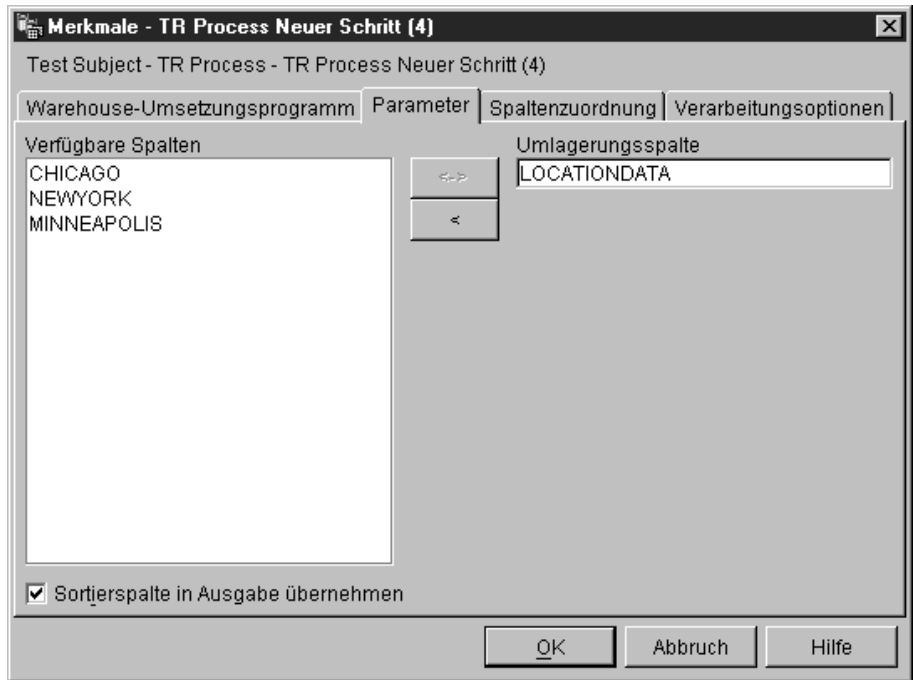 Merkmale - TR Process Neuer Schritt (4)
Test Subject - TR Process - TR Process Neuer Schritt (4)
Warehouse-Umsetzungsprogramm Parameter Spaltenzuordnung Verarbeitungsoptionen
Verfügbare Spalten
CHICAGO
NEWYORK
MINNEAPOLIS
<->
<
Umlagerungsspalte
LOCATIONDATA
Sortierspalte in Ausgabe übernehmen
OK Abbruch Hilfe